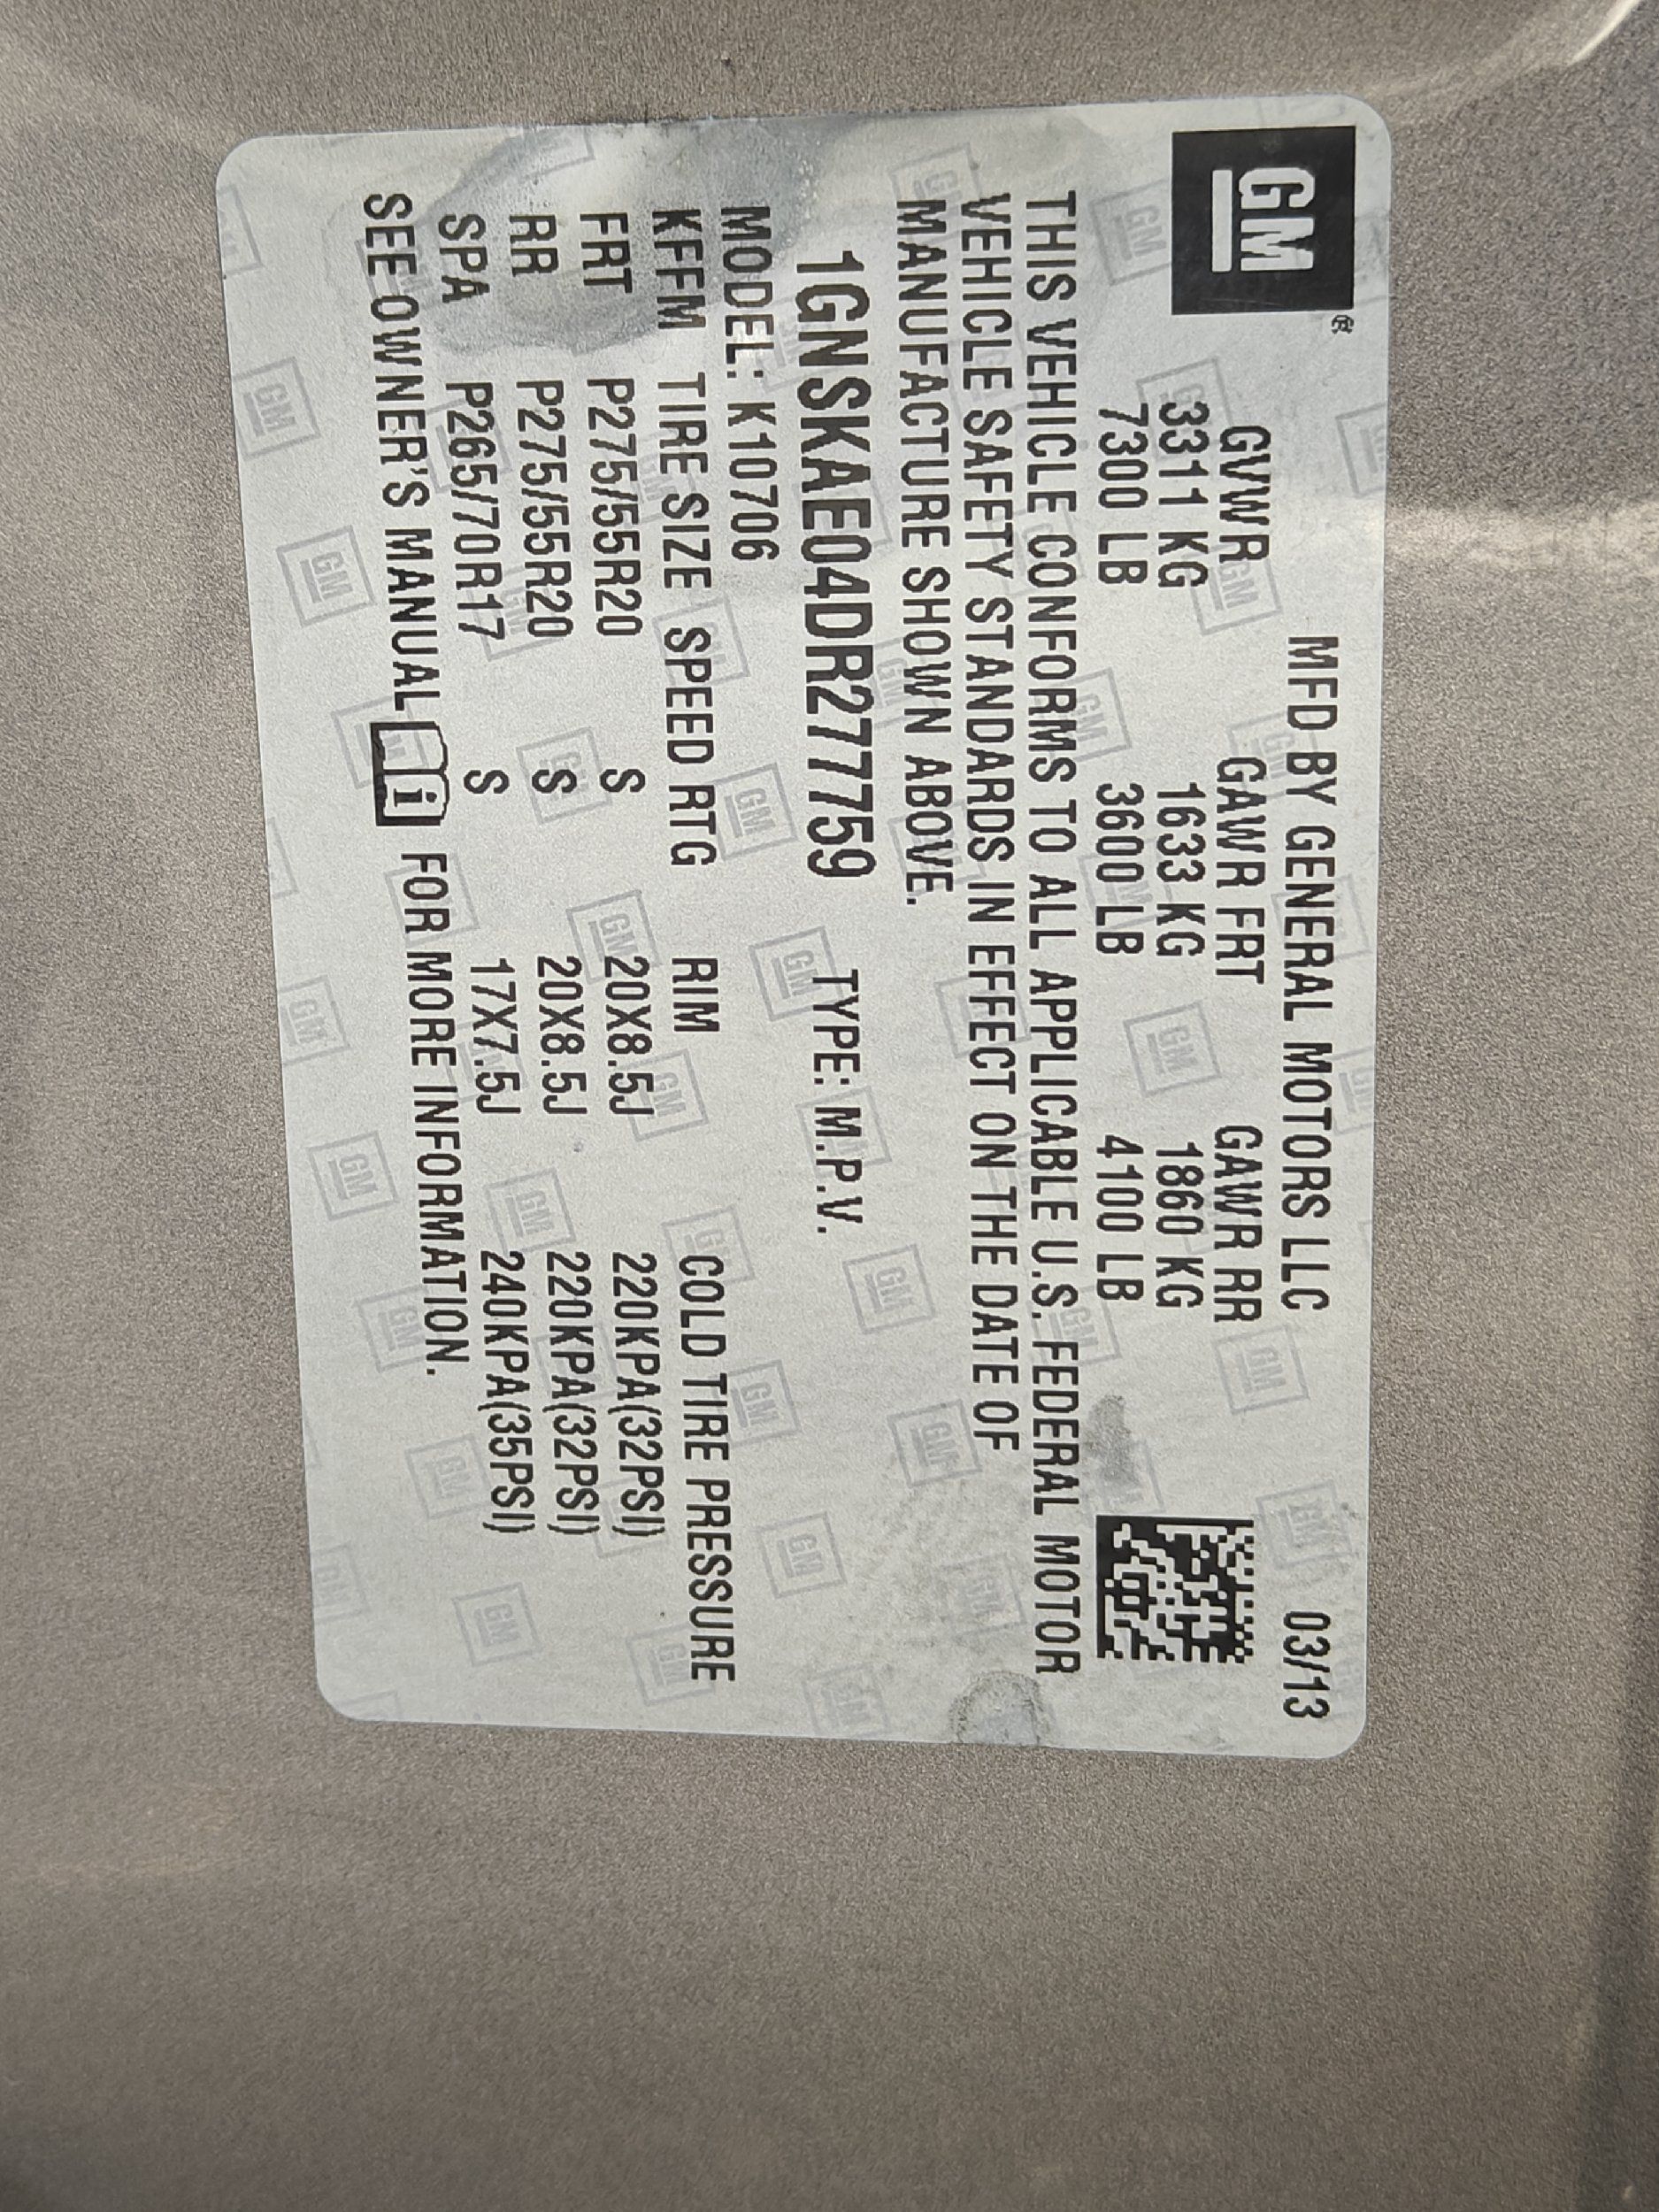 GM®
MFD BY GENERAL MOTORS LLC 03/13
GVWR GAWR FRT GAWR RR
3311 KG 1633 KG 1860 KG
7300 LB 3600 LB 4100 LB
THIS VEHICLE CONFORMS TO ALL APPLICABLE U.S. FEDERAL MOTOR
VEHICLE SAFETY STANDARDS IN EFFECT ON THE DATE OF
MANUFACTURE SHOWN ABOVE.
1GNSKAE04DR277759 TYPE: M.P.V.
MODEL: K10706
KFFM TIRE SIZE SPEED RTG RIM COLD TIRE PRESSURE
FRT P275/55R20 S 20X8.5J 220KPA(32PSI)
RR P275/55R20 S 20X8.5J 220KPA(32PSI)
SPA P265/70R17 S 17X7.5J 240KPA(35PSI)
SEE OWNER'S MANUAL i FOR MORE INFORMATION.